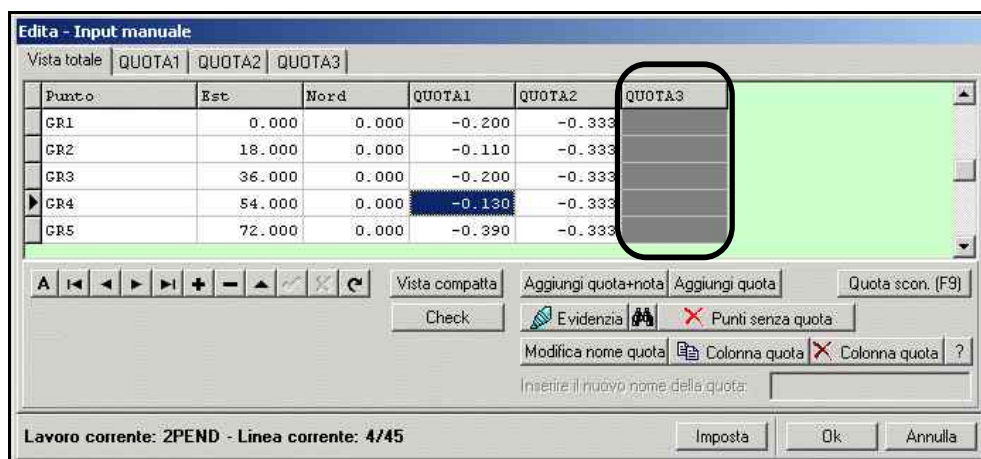 Edita - Input manuale
Vista totale QUOTA1 QUOTA2 QUOTA3
Punto Est Nord QUOTA1 QUOTA2 QUOTA3
GR1 0.000 0.000 -0.200 -0.333
GR2 18.000 0.000 -0.110 -0.333
GR3 36.000 0.000 -0.200 -0.333
GR4 54.000 0.000 -0.130 -0.333
GR5 72.000 0.000 -0.390 -0.333
A Vista compatta Aggiungi quota+nota Aggiungi quota Quota scon. (F9)
Check Evidenzia Punti senza quota
Modifica nome quota Colonna quota Colonna quota ?
Inserire il nuovo nome della quota:
Lavoro corrente: 2PEND - Linea corrente: 4/45 Imposta Ok Annulla